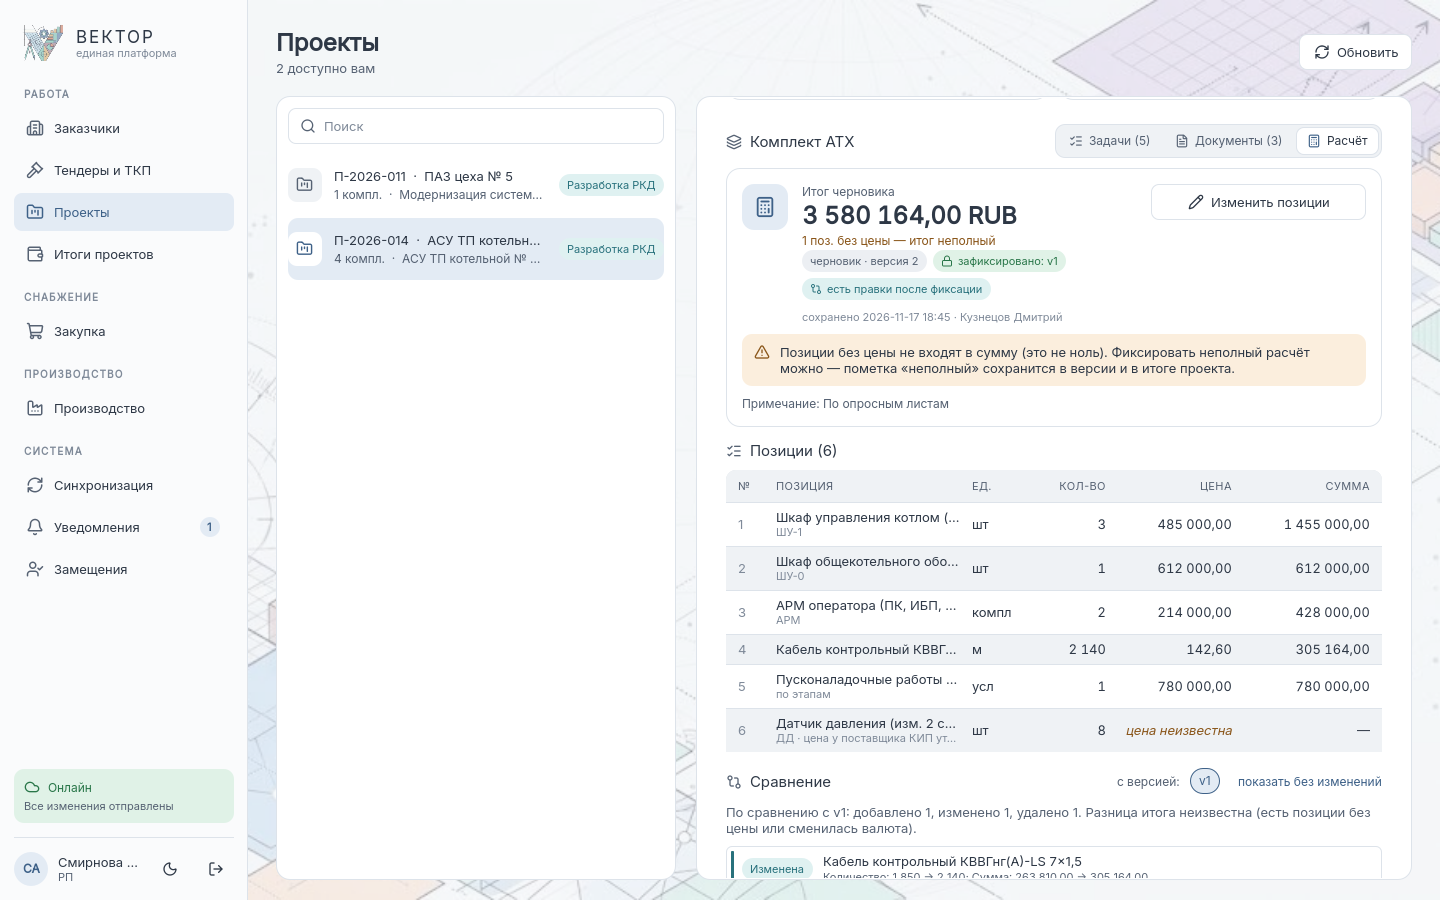 ВЕКТОР
единая платформа
РАБОТА
Заказчики
Тендеры и ТКП
Проекты
Итоги проектов
СНАБЖЕНИЕ
Закупка
ПРОИЗВОДСТВО
Производство
СИСТЕМА
Синхронизация
Уведомления 1
Замещения
Онлайн
Все изменения отправлены
СА
Смирнова ...
РП
Проекты
2 доступно вам
Обновить
Поиск
П-2026-011 · ПАЗ цеха № 5
1 компл. · Модернизация систем...
Разработка РКД
П-2026-014 · АСУ ТП котельн...
4 компл. · АСУ ТП котельной № ...
Разработка РКД
Комплект АТХ
Задачи (5) Документы (3) Расчёт
Итог черновика
3 580 164,00 RUB
1 поз. без цены — итог неполный
черновик · версия 2 зафиксировано: v1
есть правки после фиксации
сохранено 2026-11-17 18:45 · Кузнецов Дмитрий
Изменить позиции
Позиции без цены не входят в сумму (это не ноль). Фиксировать неполный расчёт
можно — пометка «неполный» сохранится в версии и в итоге проекта.
Примечание: По опросным листам
Позиции (6)
№ ПОЗИЦИЯ ЕД. КОЛ-ВО ЦЕНА СУММА
1 Шкаф управления котлом (... шт 3 485 000,00 1 455 000,00
ШУ-1
2 Шкаф общекотельного обо... шт 1 612 000,00 612 000,00
ШУ-0
3 АРМ оператора (ПК, ИБП, ... компл 2 214 000,00 428 000,00
АРМ
4 Кабель контрольный КВВГ... м 2 140 142,60 305 164,00
5 Пусконаладочные работы ... усл 1 780 000,00 780 000,00
по этапам
6 Датчик давления (изм. 2 с... шт 8 цена неизвестна —
ДД · цена у поставщика КИП ут...
Сравнение
с версией: v1 показать без изменений
По сравнению с v1: добавлено 1, изменено 1, удалено 1. Разница итога неизвестна (есть позиции без
цены или сменилась валюта).
Изменена
Кабель контрольный КВВГнг(А)-LS 7×1,5
Количество: 1 850 → 2 140; Сумма: 263 810,00 → 305 164,00